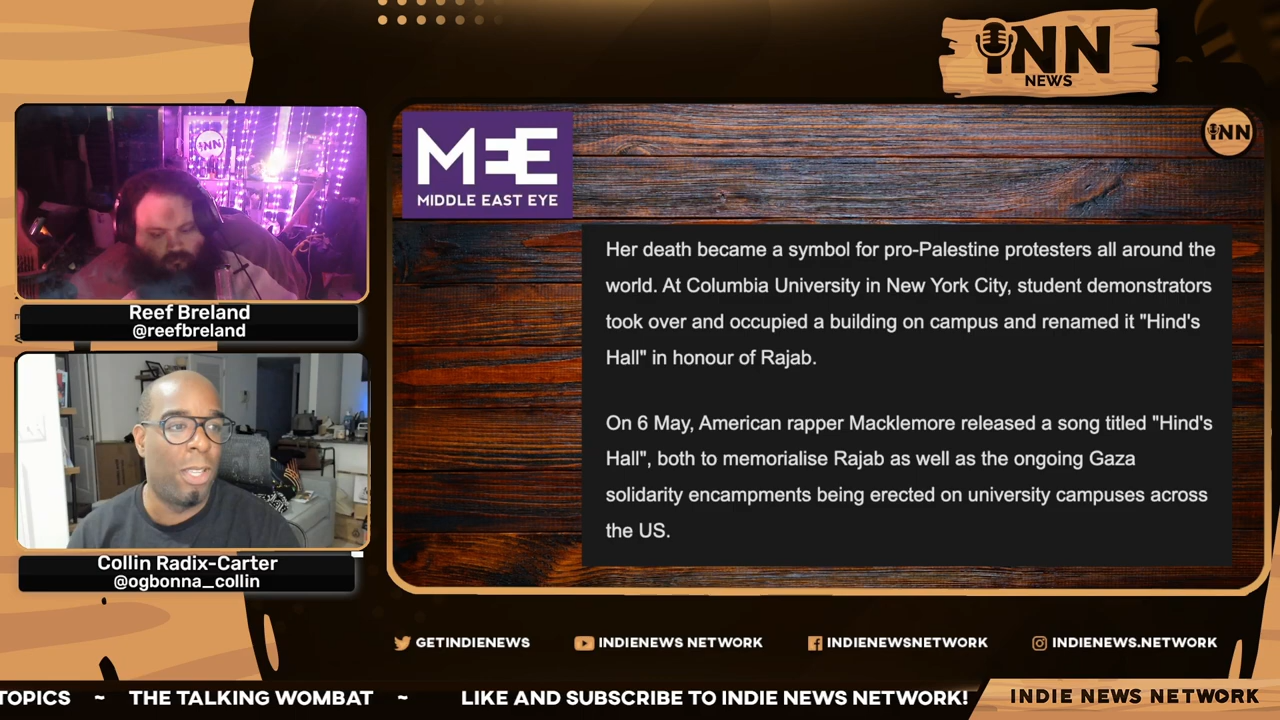 INN
NEWS
INN
MEE
MIDDLE EAST EYE
INN
Reef Breland
@reefbreland
Collin Radix-Carter
@ogbonna_collin
Her death became a symbol for pro-Palestine protesters all around the
world. At Columbia University in New York City, student demonstrators
took over and occupied a building on campus and renamed it "Hind's
Hall" in honour of Rajab.
On 6 May, American rapper Macklemore released a song titled "Hind's
Hall", both to memorialise Rajab as well as the ongoing Gaza
solidarity encampments being erected on university campuses across
the US.
GETINDIENEWS
INDIENEWS NETWORK
INDIENEWSNETWORK
INDIENEWS.NETWORK
TOPICS ~ THE TALKING WOMBAT ~ LIKE AND SUBSCRIBE TO INDIE NEWS NETWORK!
INDIE NEWS NETWORK